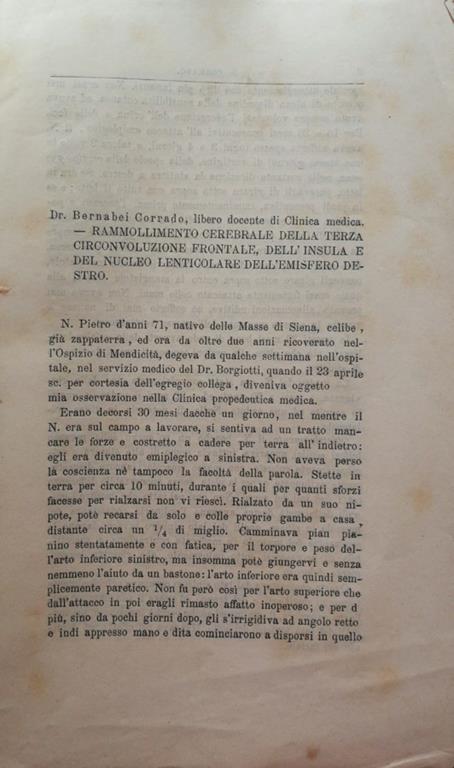 Dr. Bernabei Corrado, libero docente di Clinica medica.
— RAMMOLLIMENTO CEREBRALE DELLA TERZA
CIRCONVOLUZIONE FRONTALE, DELL'INSULA E
DEL NUCLEO LENTICOLARE DELL'EMISFERO DE-
STRO.
N. Pietro d'anni 71, nativo delle Masse di Siena, celibe,
già zappaterra, ed ora da oltre due anni ricoverato nel-
l'Ospizio di Mendicità, degeva da qualche settimana nell'ospi-
tale, nel servizio medico del Dr. Borgiotti, quando il 23 aprile
sc. per cortesia dell'egregio collega, diveniva oggetto
mia osservazione nella Clinica propedeutica medica.
Erano decorsi 30 mesi dacche un giorno, nel mentre il
N. era sul campo a lavorare, si sentiva ad un tratto man-
care le forze e costretto a cadere per terra all'indietro:
egli era divenuto emiplegico a sinistra. Non aveva perso
la coscienza nè tampoco la facoltà della parola. Stette in
terra per circa 10 minuti, durante i quali per quanti sforzi
facesse per rialzarsi non vi riescì. Rialzato da un suo ni-
pote, potè recarsi da solo e colle proprie gambe a casa,
distante circa un 1/4 di miglio. Camminava pian pia-
nino stentatamente e con fatica, per il torpore e peso del-
l'arto inferiore sinistro, ma insomma potè giungervi e senza
nemmeno l'aiuto da un bastone: l'arto inferiore era quindi sem-
plicemente paretico. Non fu però così per l'arto superiore che
dall'attacco in poi eragli rimasto affatto inoperoso; e per d
più, sino da pochi giorni dopo, gli s'irrigidiva ad angolo retto
e indi appresso mano e dita cominciarono a disporsi in quello